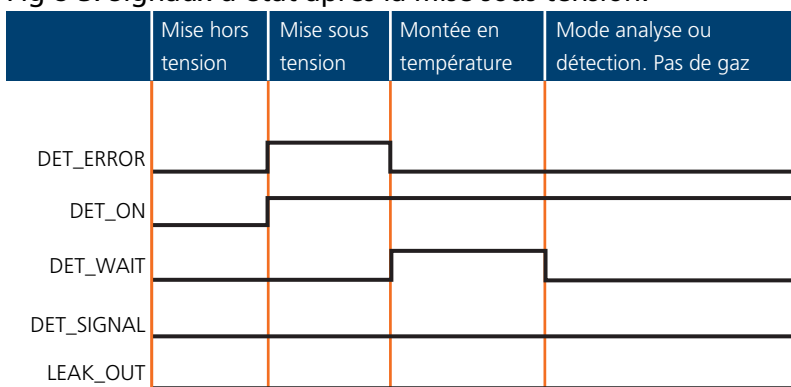 Mise hors tension
Mise sous tension
Montée en température
Mode analyse ou détection. Pas de gaz
DET_ERROR
DET_ON
DET_WAIT
DET_SIGNAL
LEAK_OUT